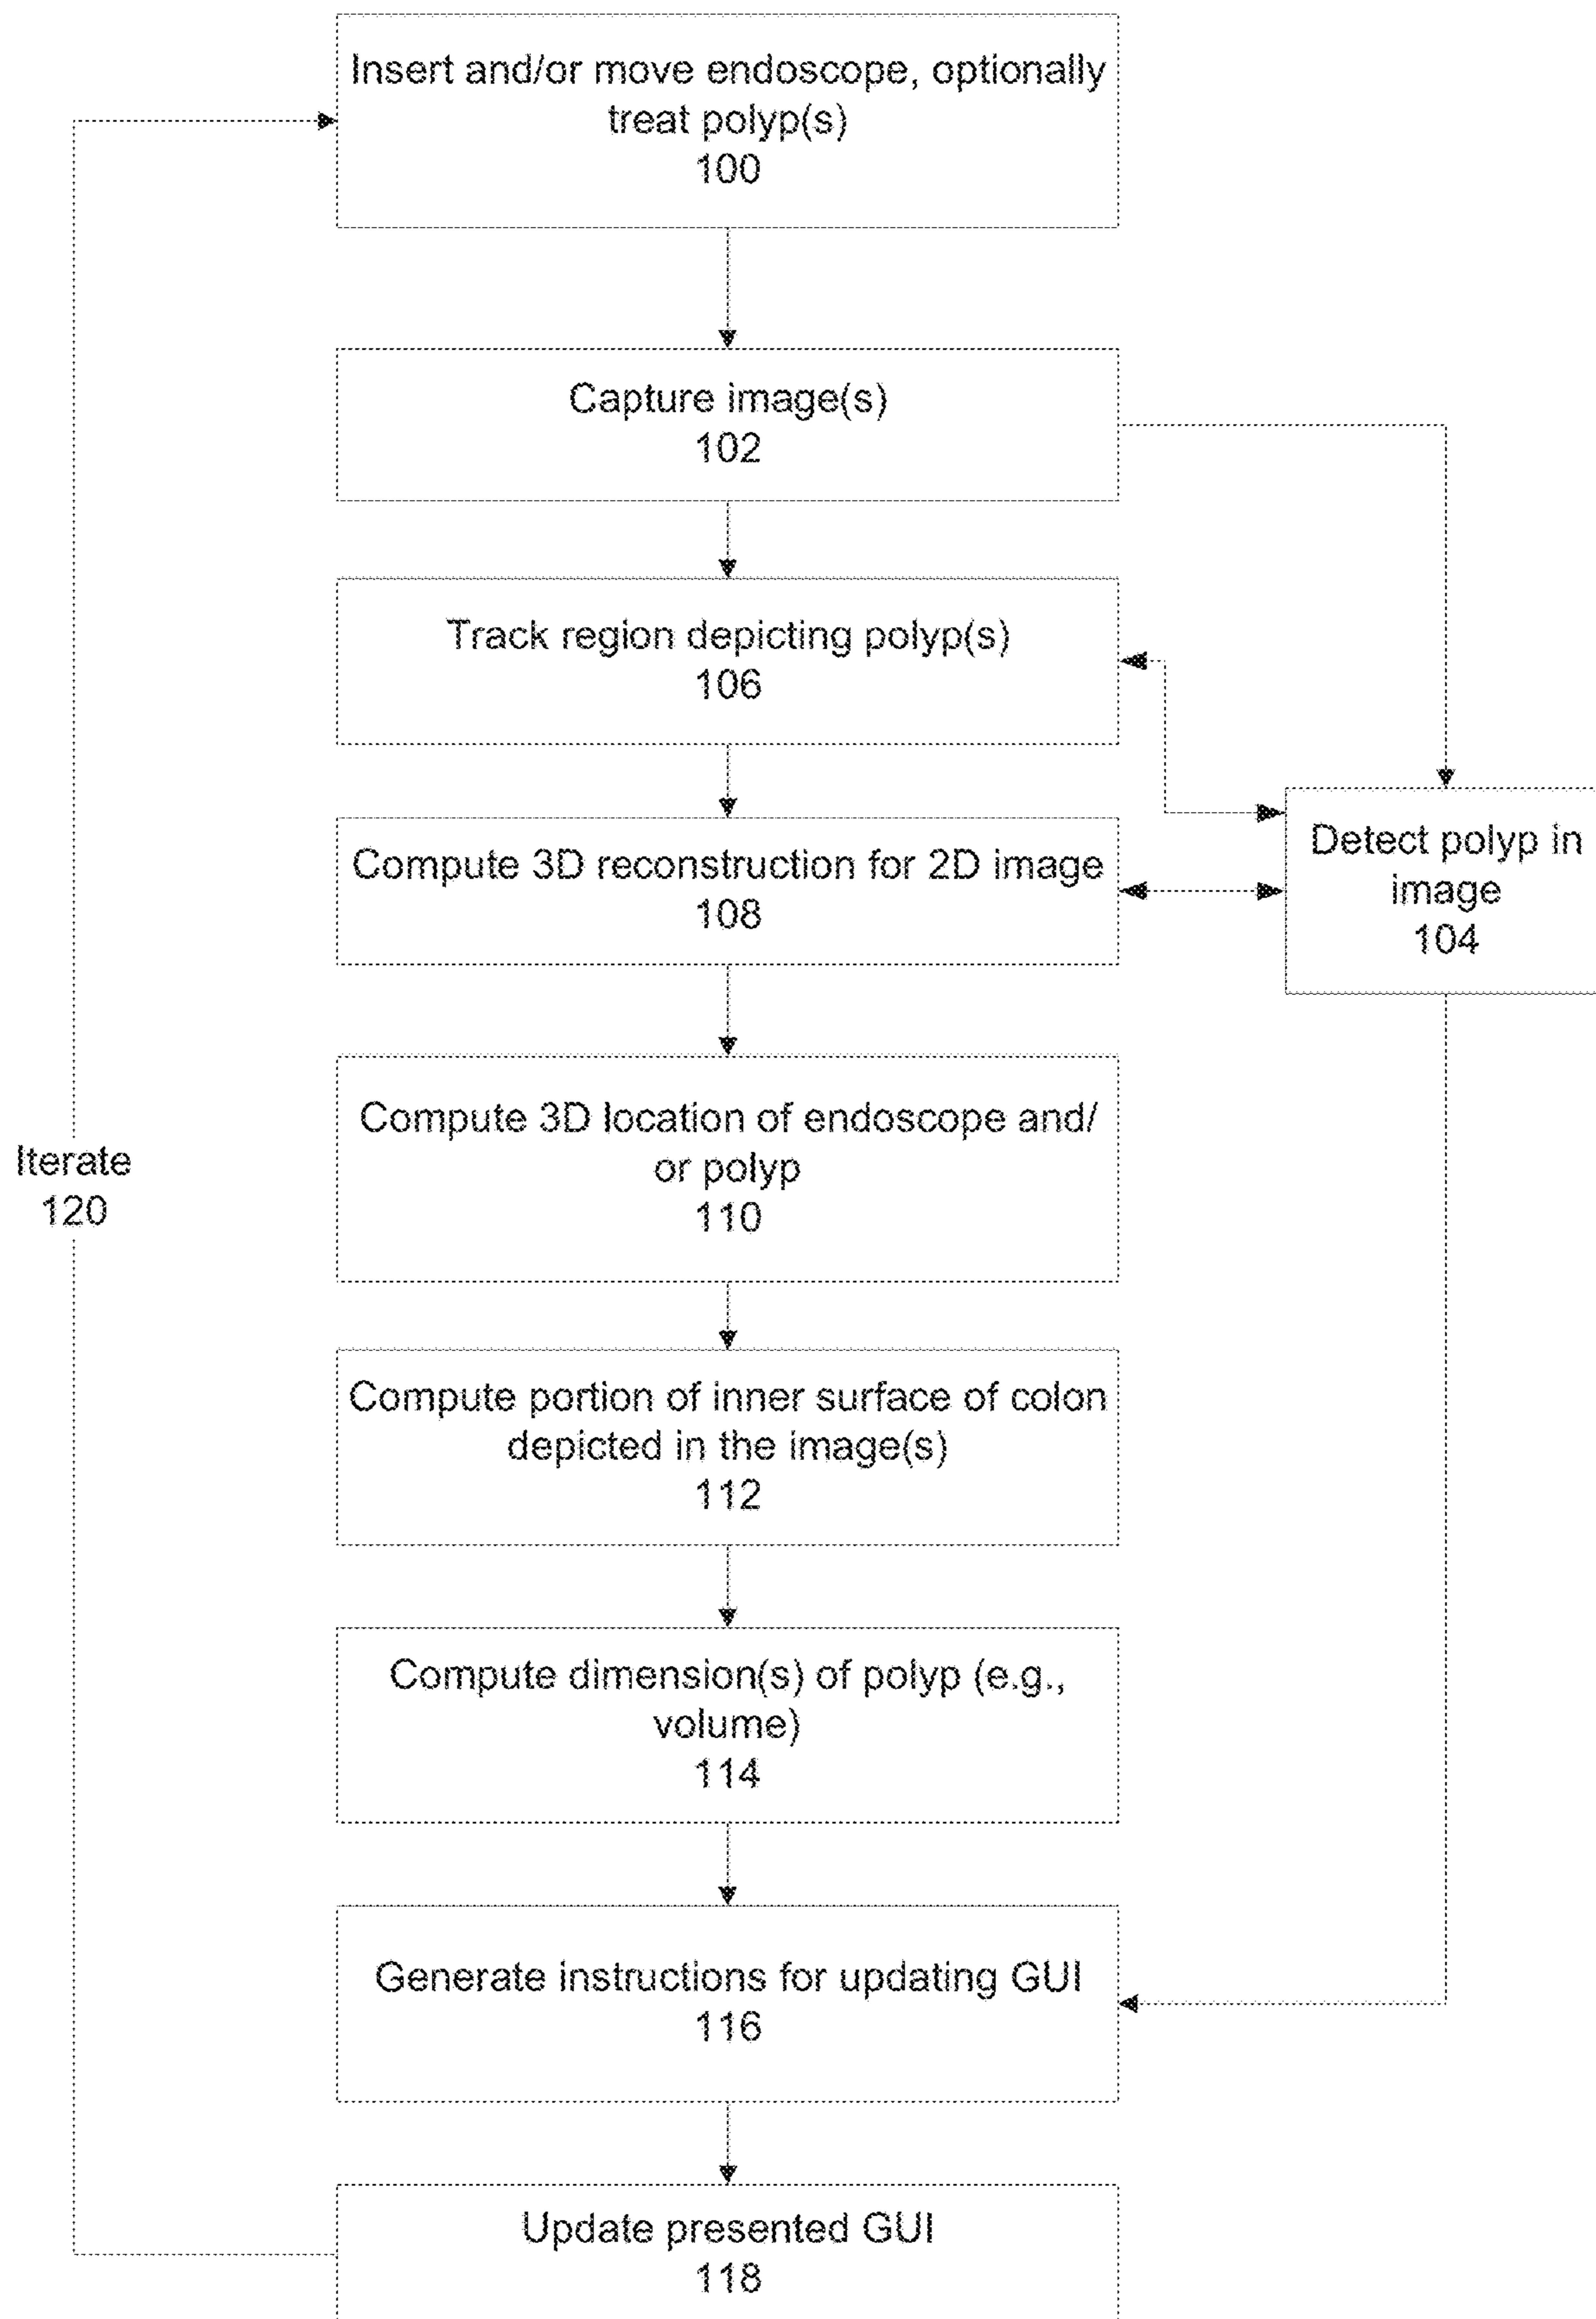 Insert and/or move endoscope, optionally
treat polyp(s)
100
Capture image(s)
102
Track region depicting polyp(s)
106
Compute 3D reconstruction for 2D image
108
Detect polyp in
image
104
Compute 3D location of endoscope and/
or polyp
110
Iterate
120
Compute portion of inner surface of colon
depicted in the image(s)
112
Compute dimension(s) of polyp (e.g.,
volume)
114
Generate instructions for updating GUI
116
Update presented GUI
118